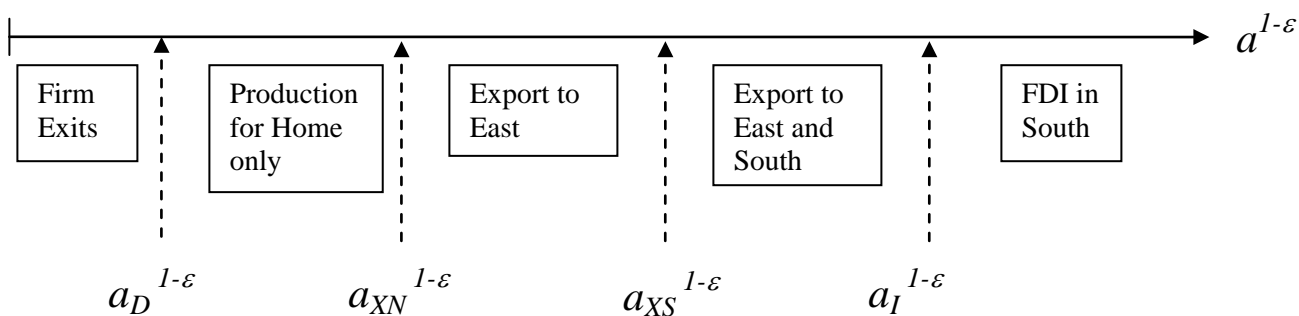 a^{1-ε}
Firm
Exits
Production
for Home
only
Export to
East
Export to
East and
South
FDI in
South
a_D^{1-ε}
a_{XN}^{1-ε}
a_{XS}^{1-ε}
a_I^{1-ε}